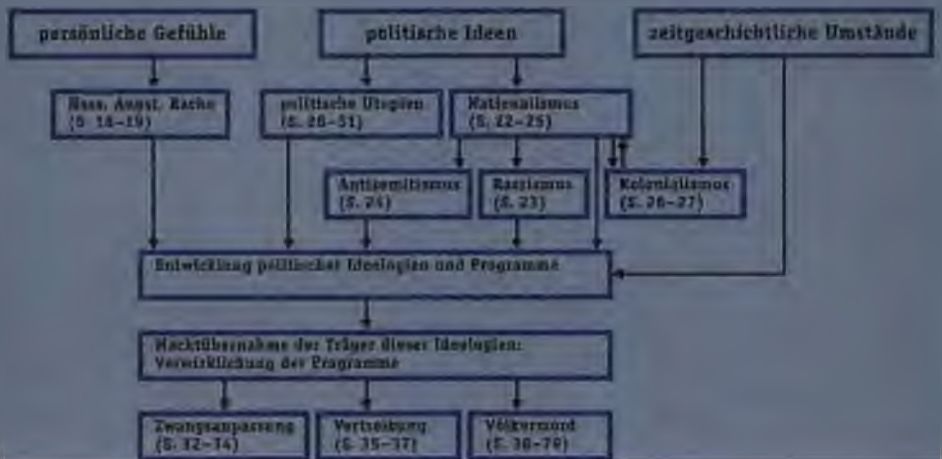 persönliche Gefühle
politische Ideen
zeitgeschichtliche Umstände
Hass, Angst, Rache
(S. 18–19)
politische Utopien
(S. 28–31)
Nationalismus
(S. 22–25)
Antisemitismus
(S. 24)
Rassismus
(S. 23)
Kolonialismus
(S. 26–27)
Entwicklung politischer Ideologien und Programme
Machtübernahme der Träger dieser Ideologien:
Verwirklichung der Programme
Zwangsanpassung
(S. 32–34)
Vertreibung
(S. 35–37)
Völkermord
(S. 38–79)